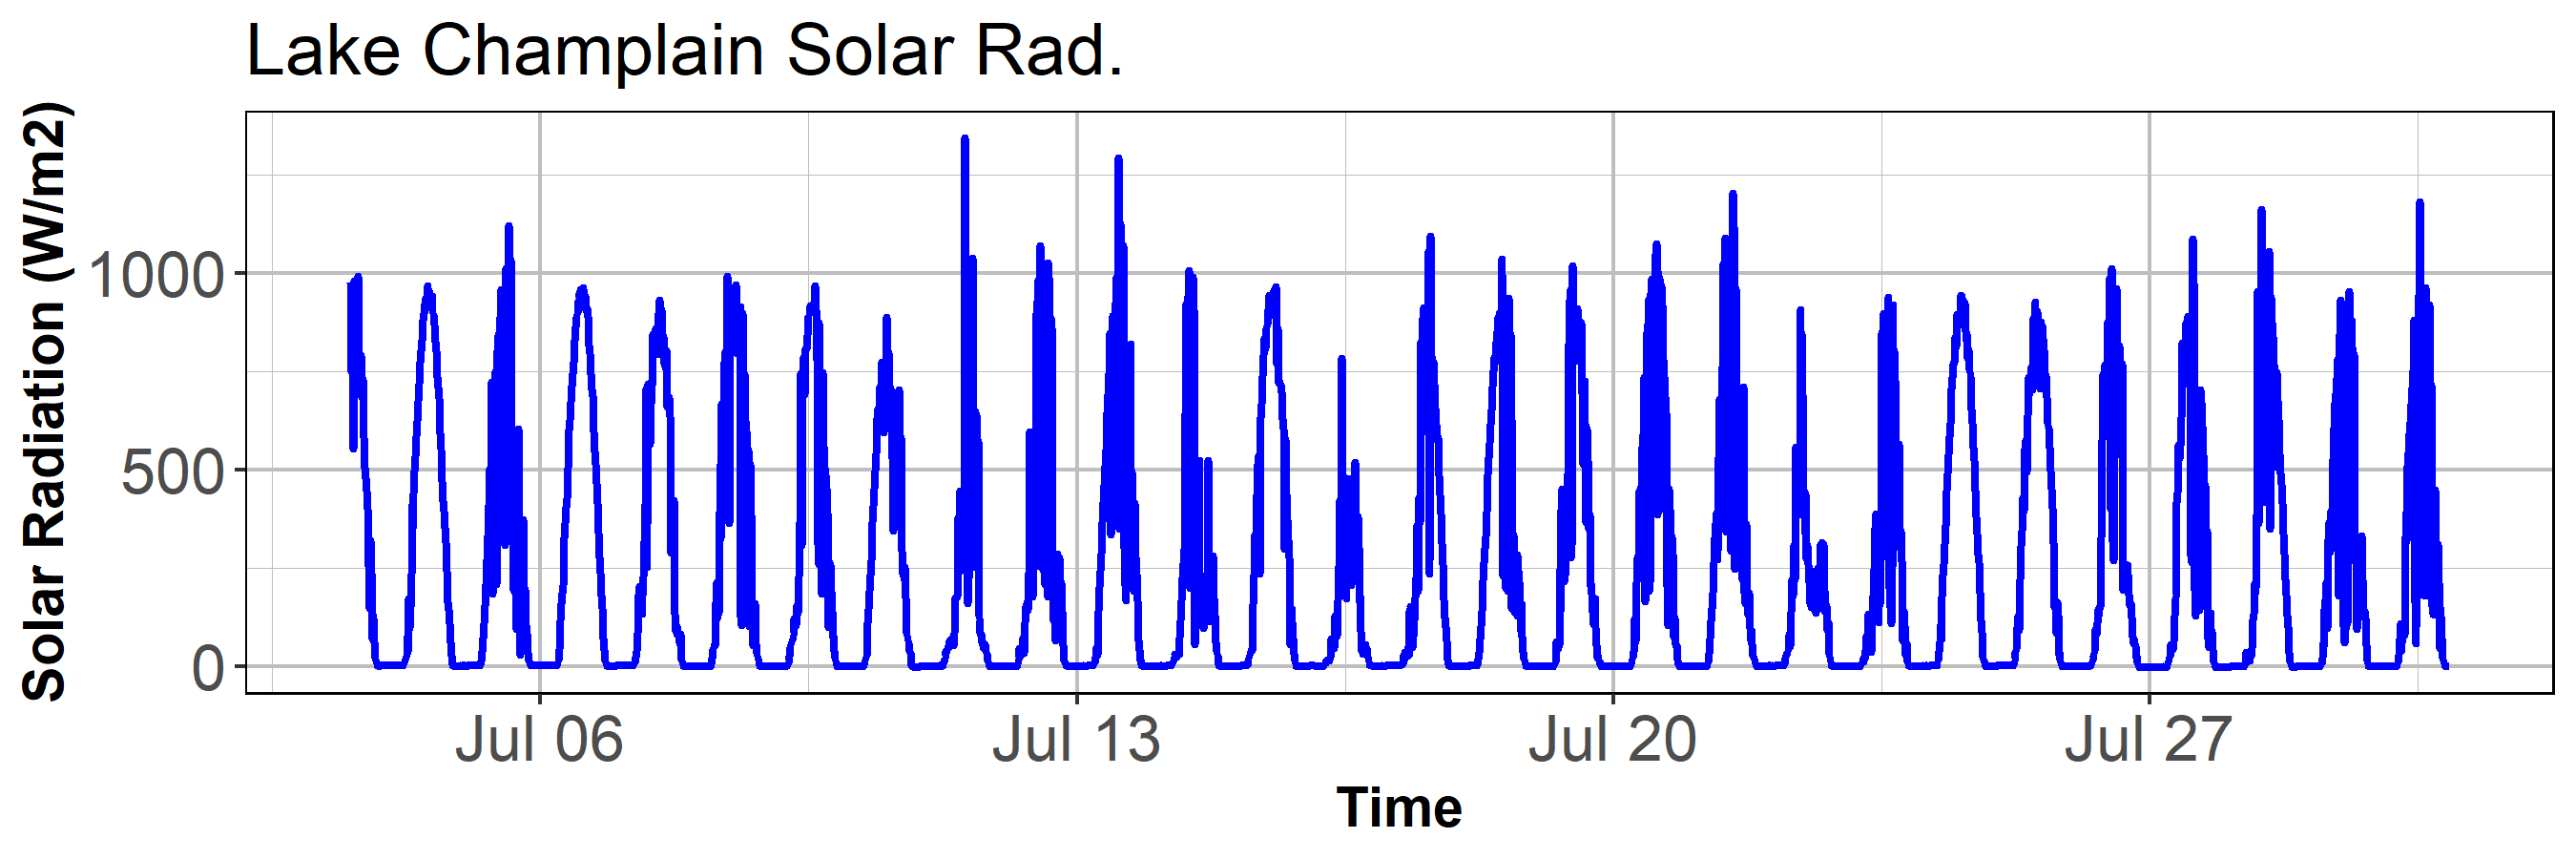 Lake Champlain Solar Rad.
Solar Radiation (W/m2)
1000
500
0
Jul 06
Jul 13
Jul 20
Jul 27
Time